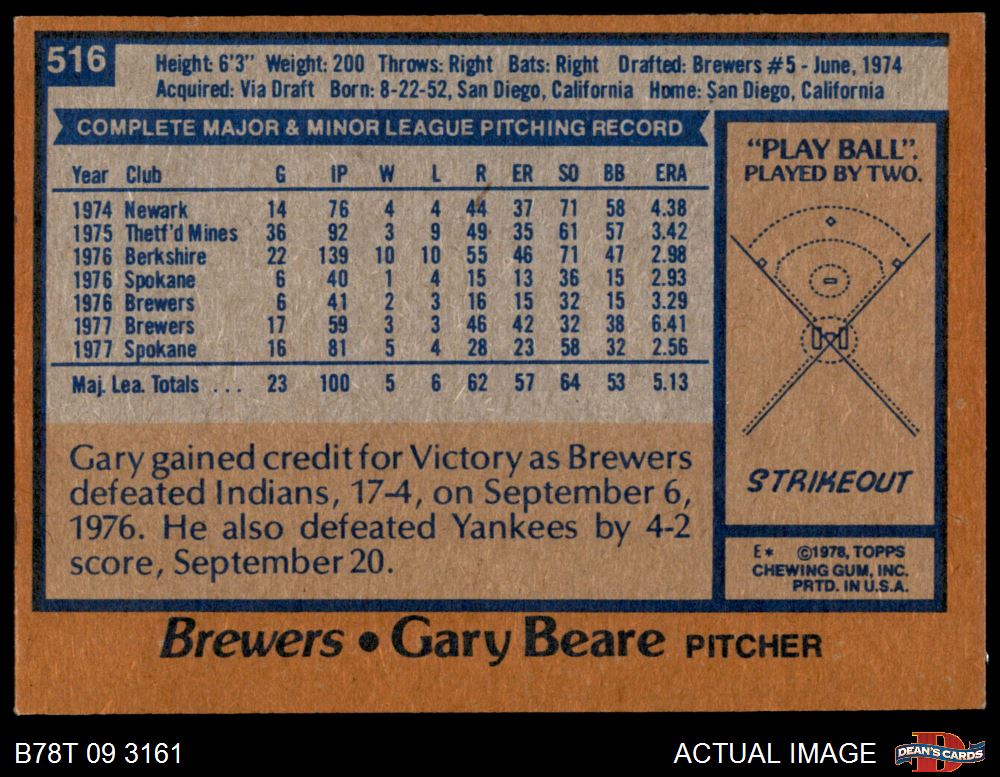 516
Height: 6'3" Weight: 200 Throws: Right Bats: Right Drafted: Brewers #5 - June, 1974
Acquired: Via Draft Born: 8-22-52, San Diego, California Home: San Diego, California
COMPLETE MAJOR & MINOR LEAGUE PITCHING RECORD
Year Club G IP W L R ER SO BB ERA
1974 Newark 14 76 4 4 44 37 71 58 4.38
1975 Thetf'd Mines 36 92 3 9 49 35 61 57 3.42
1976 Berkshire 22 139 10 10 55 46 71 47 2.98
1976 Spokane 6 40 1 4 15 13 36 15 2.93
1976 Brewers 6 41 2 3 16 15 32 15 3.29
1977 Brewers 17 59 3 3 46 42 32 38 6.41
1977 Spokane 16 81 5 4 28 23 58 32 2.56
Maj. Lea. Totals ... 23 100 5 6 62 57 64 53 5.13
Gary gained credit for Victory as Brewers
defeated Indians, 17-4, on September 6,
1976. He also defeated Yankees by 4-2
score, September 20.
"PLAY BALL".
PLAYED BY TWO.
STRIKEOUT
E* ©1978, TOPPS
CHEWING GUM, INC.
PRTD. IN U.S.A.
Brewers • Gary Beare PITCHER
B78T 09 3161
ACTUAL IMAGE
DEAN'S CARDS